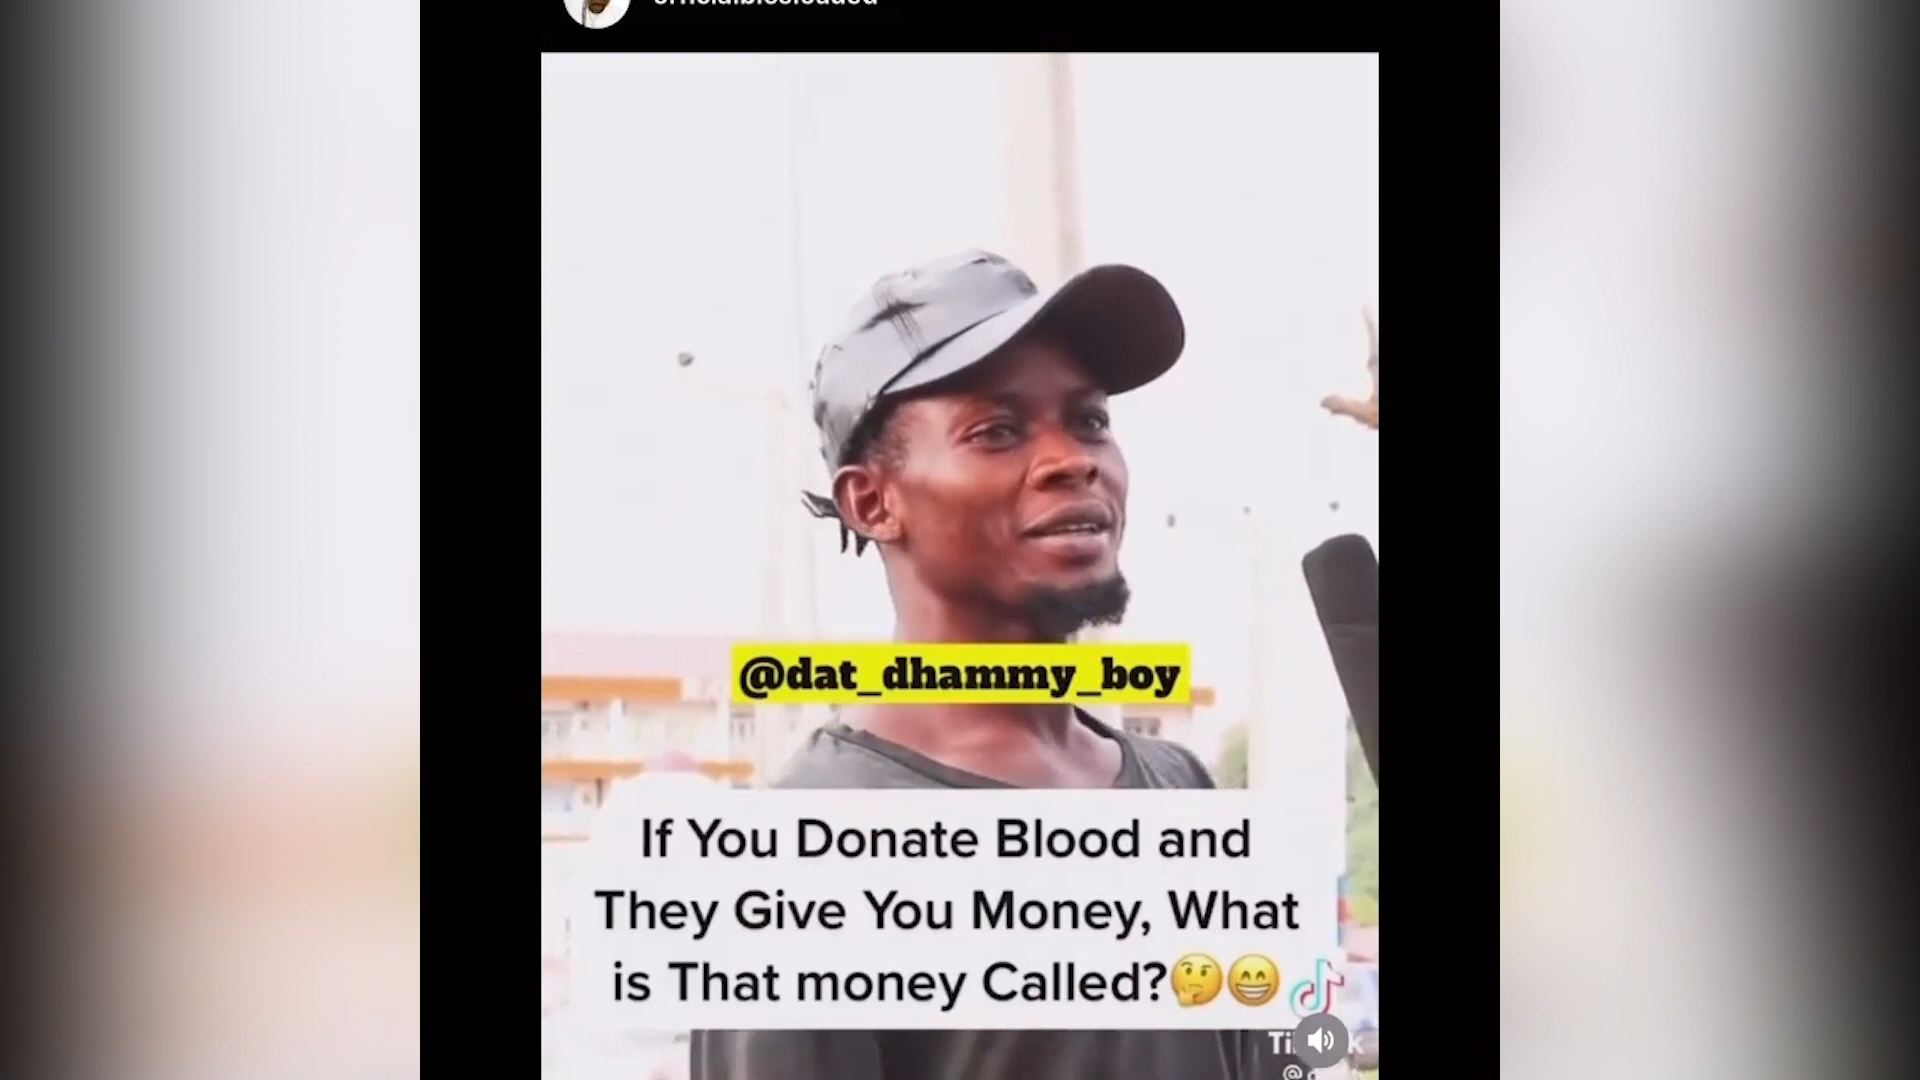 @dat_dhammy_boy
If You Donate Blood and
They Give You Money, What
is That money Called?🤔😁